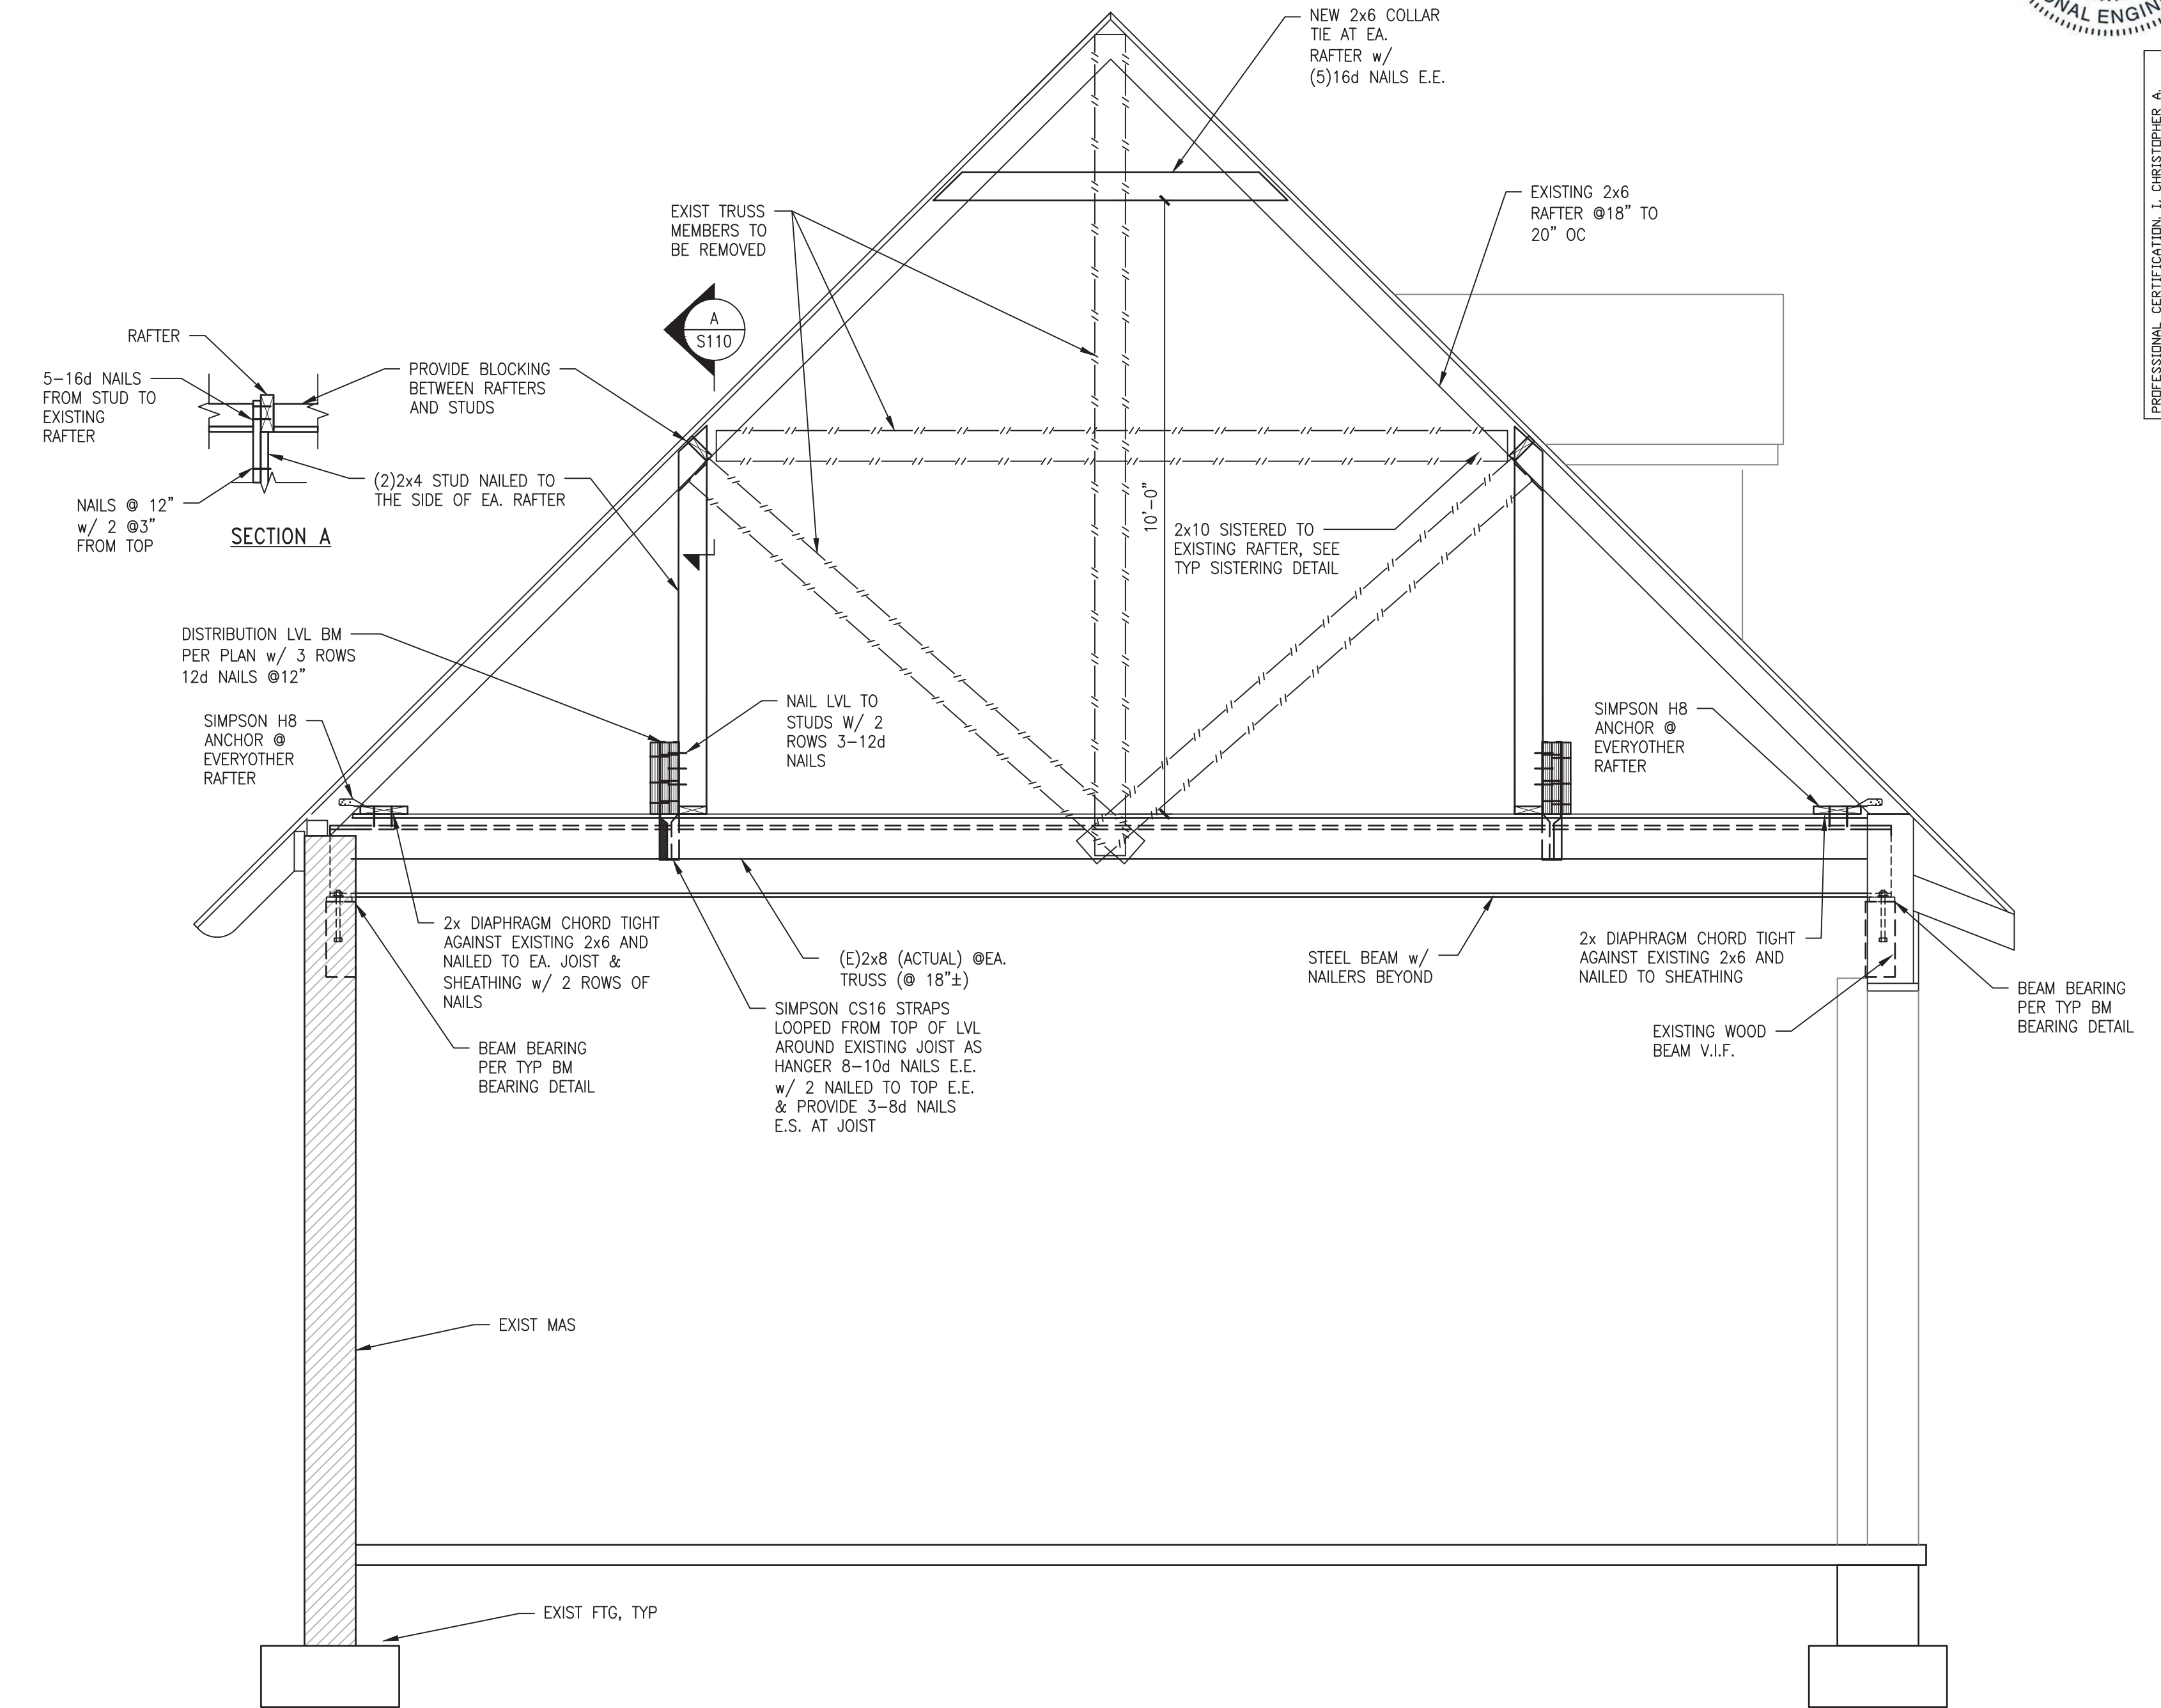 NEW 2x6 COLLAR
TIE AT EA.
RAFTER w/
(5)16d NAILS E.E.
ONAL ENGIN
PROFESSIONAL CERTIFICATION. I, CHRISTOPHER A.
EXISTING 2x6
RAFTER @18" TO
20" OC
EXIST TRUSS
MEMBERS TO
BE REMOVED
A
S110
RAFTER
5-16d NAILS
FROM STUD TO
EXISTING
RAFTER
PROVIDE BLOCKING
BETWEEN RAFTERS
AND STUDS
(2)2x4 STUD NAILED TO
THE SIDE OF EA. RAFTER
NAILS @ 12"
w/ 2 @3"
FROM TOP
SECTION A
10'-0"
2x10 SISTERED TO
EXISTING RAFTER, SEE
TYP SISTERING DETAIL
DISTRIBUTION LVL BM
PER PLAN w/ 3 ROWS
12d NAILS @12"
SIMPSON H8
ANCHOR @
EVERYOTHER
RAFTER
NAIL LVL TO
STUDS W/ 2
ROWS 3-12d
NAILS
SIMPSON H8
ANCHOR @
EVERYOTHER
RAFTER
2x DIAPHRAGM CHORD TIGHT
AGAINST EXISTING 2x6 AND
NAILED TO EA. JOIST &
SHEATHING w/ 2 ROWS OF
NAILS
(E)2x8 (ACTUAL) @EA.
TRUSS (@ 18"±)
STEEL BEAM w/
NAILERS BEYOND
2x DIAPHRAGM CHORD TIGHT
AGAINST EXISTING 2x6 AND
NAILED TO SHEATHING
BEAM BEARING
PER TYP BM
BEARING DETAIL
SIMPSON CS16 STRAPS
LOOPED FROM TOP OF LVL
AROUND EXISTING JOIST AS
HANGER 8-10d NAILS E.E.
w/ 2 NAILED TO TOP E.E.
& PROVIDE 3-8d NAILS
E.S. AT JOIST
EXISTING WOOD
BEAM V.I.F.
BEAM BEARING
PER TYP BM
BEARING DETAIL
EXIST MAS
EXIST FTG, TYP